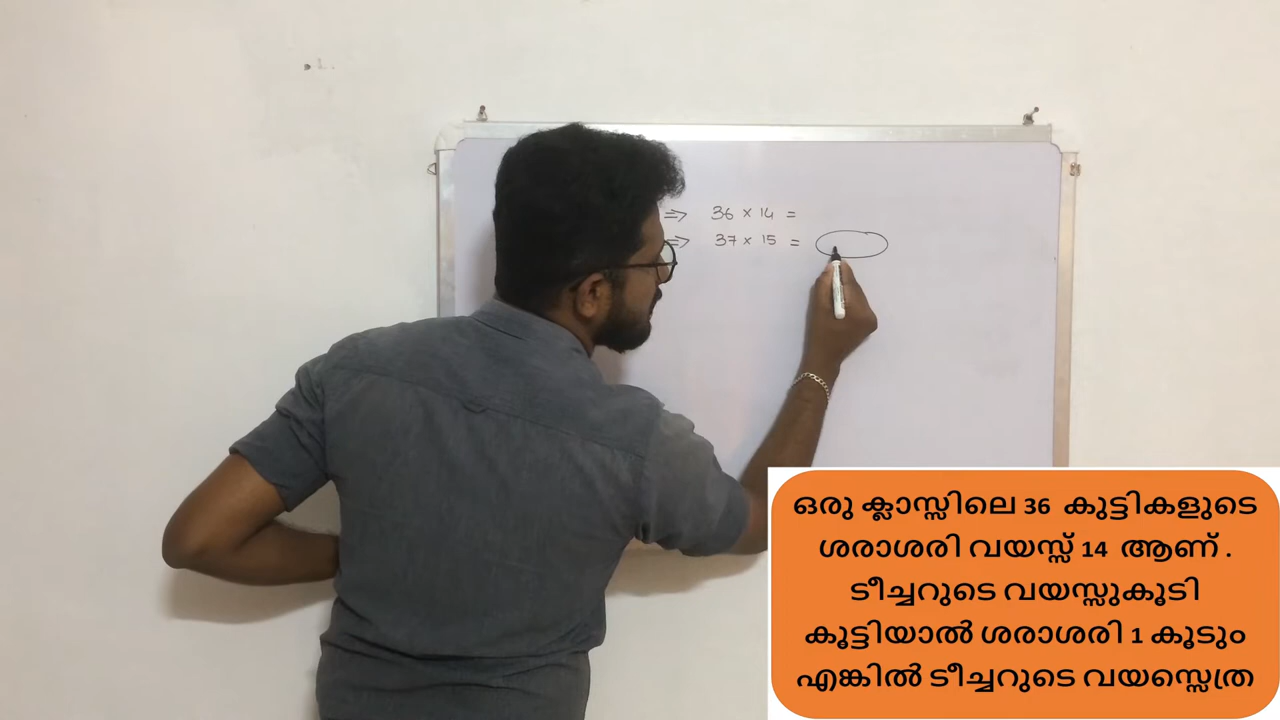 ⇒ 36 × 14 =
⇒ 37 × 15 =
ഒരു ക്ലാസ്സിലെ 36 കുട്ടികളുടെ
ശരാശരി വയസ്സ് 14 ആണ് .
ടീച്ചറുടെ വയസ്സുകൂടി
കൂട്ടിയാൽ ശരാശരി 1 കൂടും
എങ്കിൽ ടീച്ചറുടെ വയസ്സെത്ര